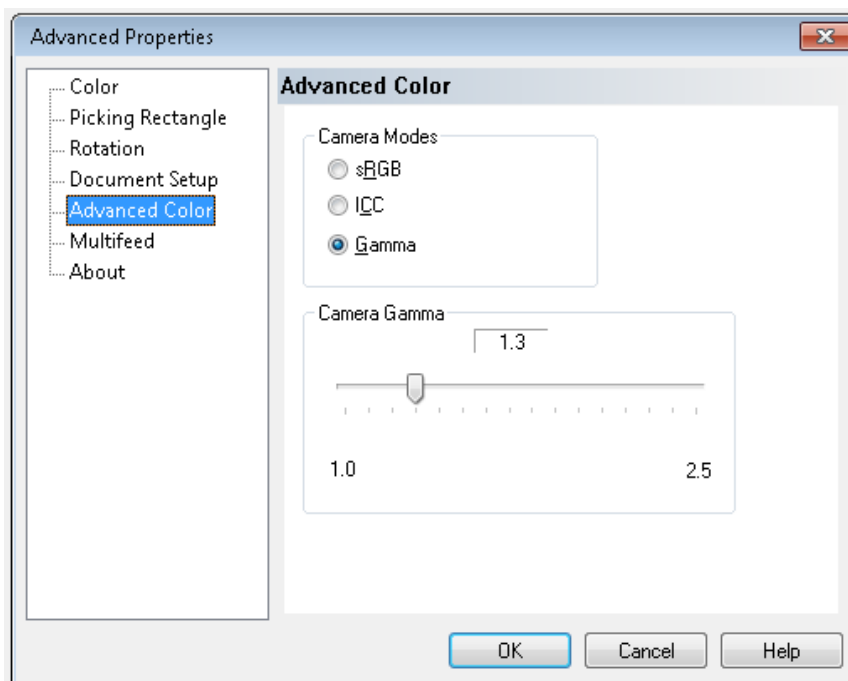 Advanced Properties
Color
Picking Rectangle
Rotation
Document Setup
Advanced Color
Multifeed
About
Advanced Color
Camera Modes
sRGB
ICC
Gamma
Camera Gamma
1.3
1.0 2.5
OK Cancel Help